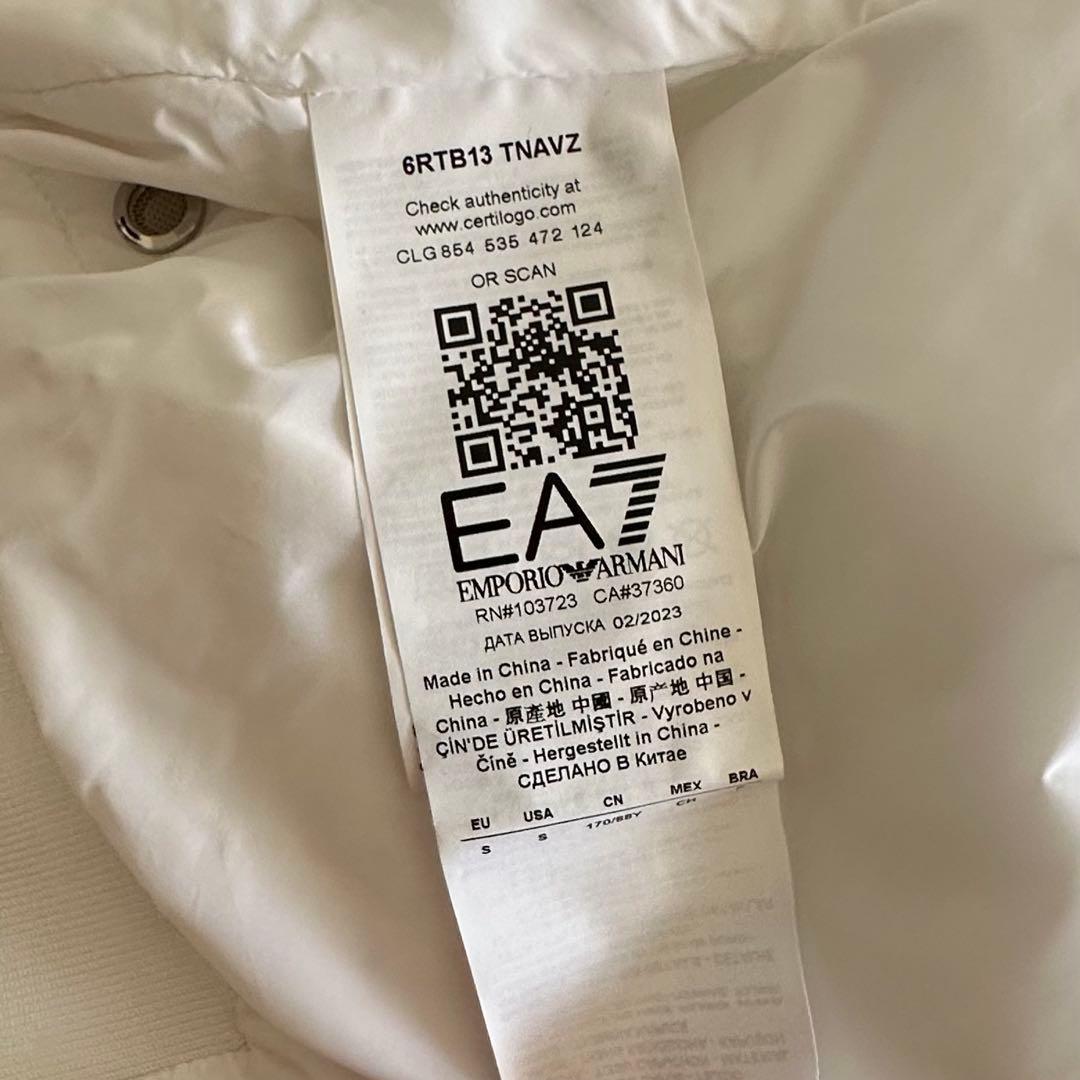 6RTB13 TNAVZ
Check authenticity at
www.certilogo.com
CLG 854 535 472 124
OR SCAN
EA7
EMPORIO ARMANI
RN#103723 CA#37360
ДАТА ВЫПУСКА 02/2023
Made in China - Fabriqué en Chine -
Hecho en China - Fabricado na
China - 原產地 中國 - 原产地 中国 -
ÇİN'DE ÜRETİLMİŞTİR - Vyrobeno v
Číně - Hergestellt in China -
СДЕЛАНО В Китае
EU USA CN MEX BRA
S S 170/88Y CH